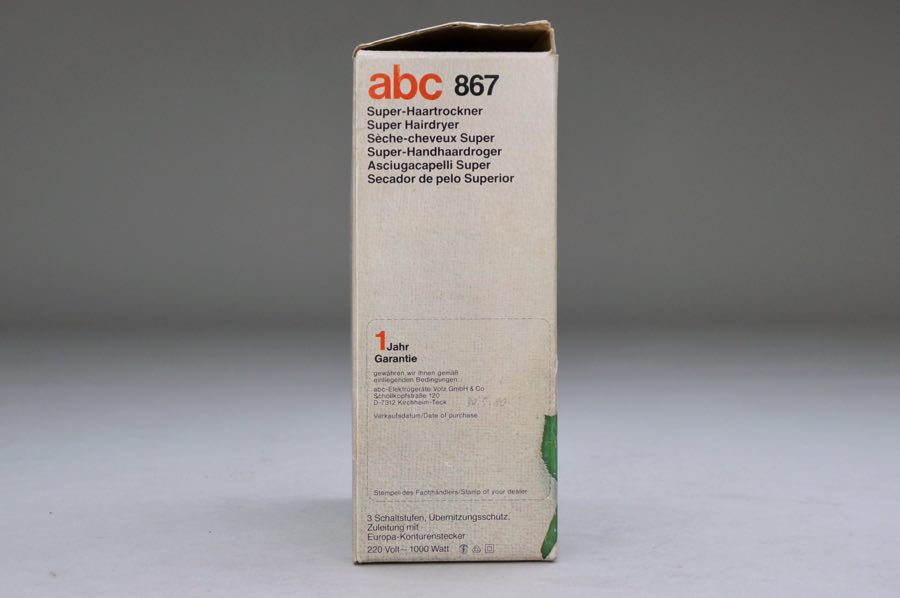 abc 867
Super-Haartrockner
Super Hairdryer
Sèche-cheveux Super
Super-Handhaardroger
Asciugacapelli Super
Secador de pelo Superior
1 Jahr
Garantie
gewähren wir Ihnen gemäß
einliegenden Bedingungen.
abc-Elektrogeräte Volz GmbH & Co
Schöllkopfstraße 120
D-7312 Kirchheim-Teck
Verkaufsdatum/Date of purchase
Stempel des Fachhändlers/Stamp of your dealer
3 Schaltstufen, Überhitzungsschutz,
Zuleitung mit
Europa-Konturenstecker
220 Volt~ 1000 Watt